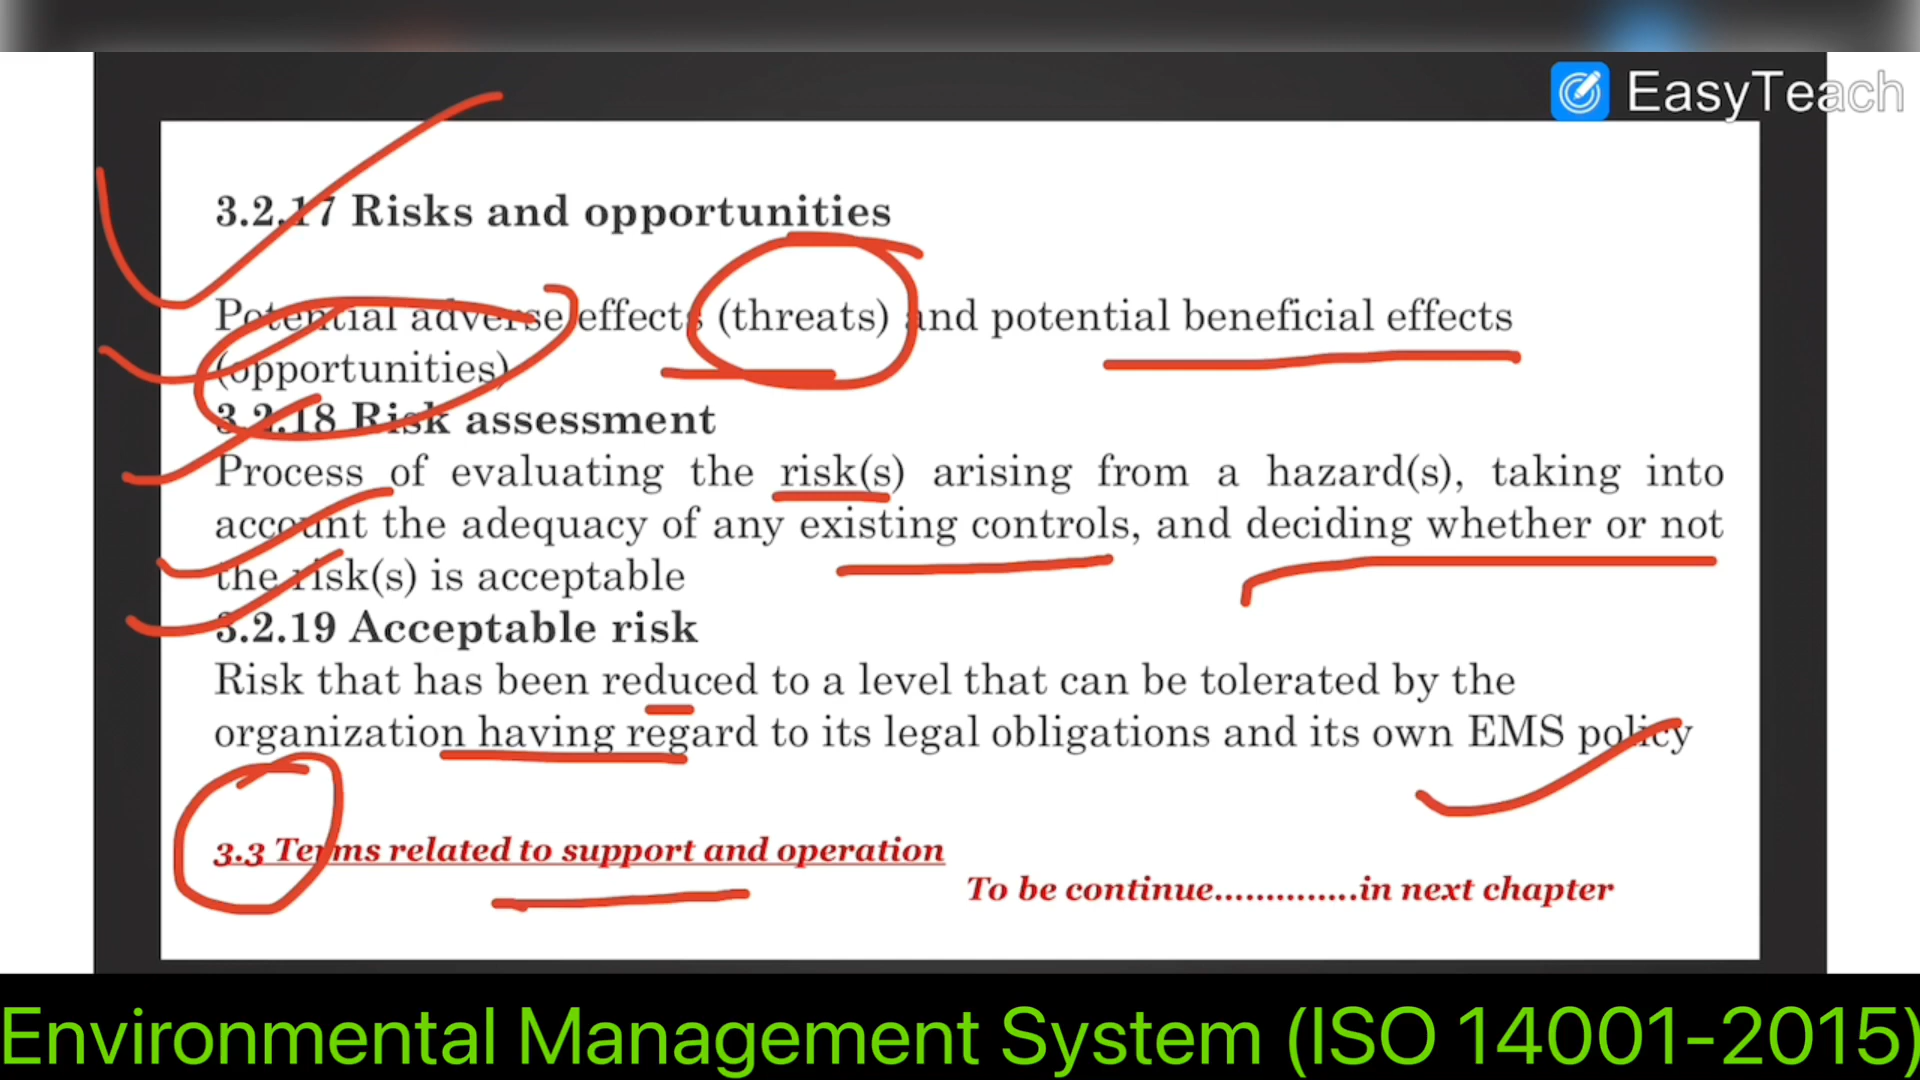 EasyTeach
3.2.17 Risks and opportunities
Potential adverse effects (threats) and potential beneficial effects
(opportunities)
3.2.18 Risk assessment
Process of evaluating the risk(s) arising from a hazard(s), taking into
account the adequacy of any existing controls, and deciding whether or not
the risk(s) is acceptable
3.2.19 Acceptable risk
Risk that has been reduced to a level that can be tolerated by the
organization having regard to its legal obligations and its own EMS policy
3.3 Terms related to support and operation
To be continue..............in next chapter
Environmental Management System (ISO 14001-2015)